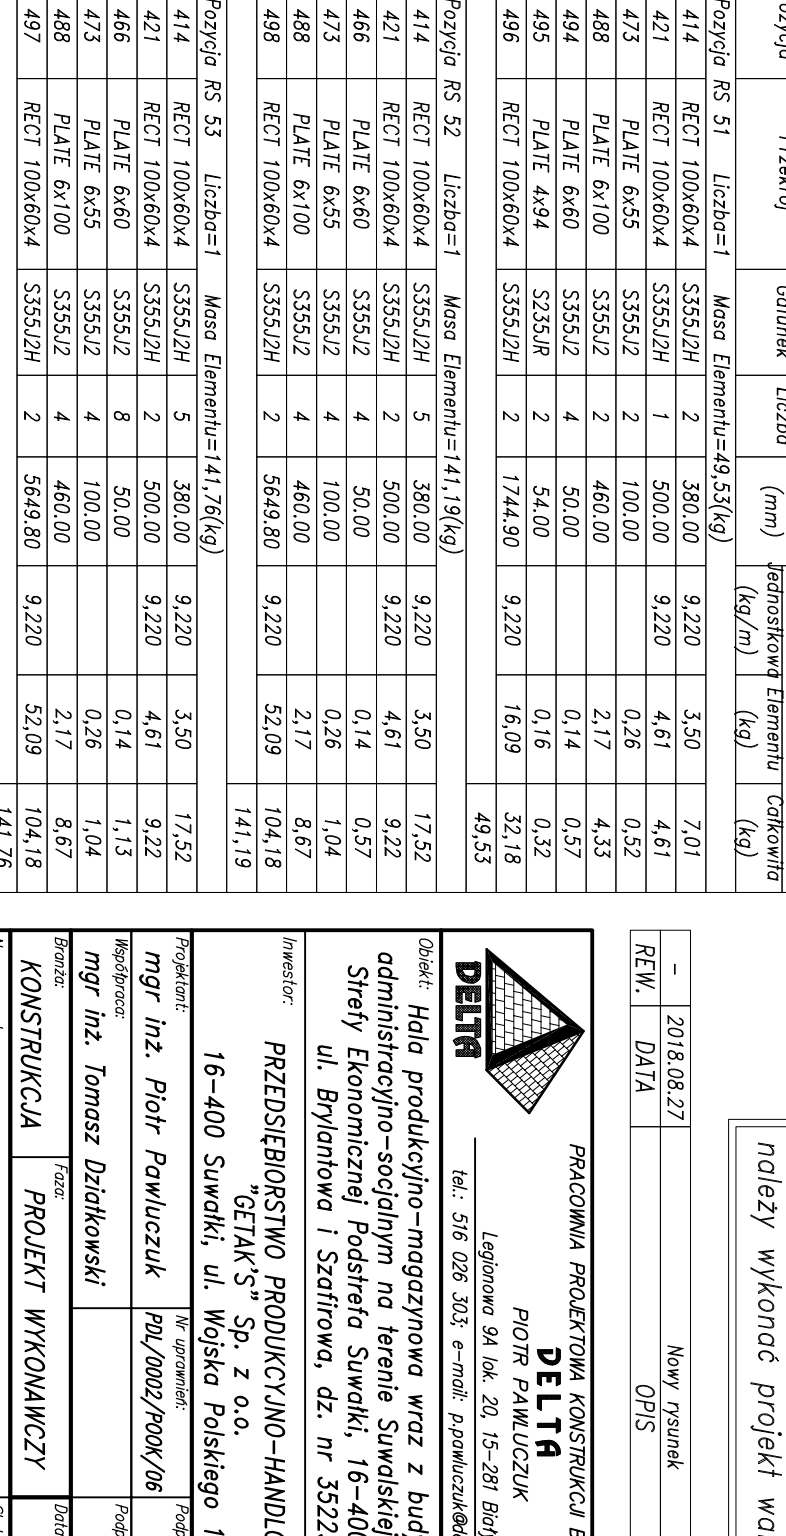 Pozycja Przekrój Gatunek Liczba (mm) Jednostkowa (kg/m) Elementu (kg) Całkowita (kg)
Pozycja RS 51 Liczba=1 Masa Elementu=49,53(kg)
414 RECT 100x60x4 S355J2H 2 380.00 9,220 3,50 7,01
421 RECT 100x60x4 S355J2H 1 500.00 9,220 4,61 4,61
473 PLATE 6x55 S355J2 2 100.00 0,26 0,52
488 PLATE 6x100 S355J2 2 460.00 2,17 4,33
494 PLATE 6x60 S355J2 4 50.00 0,14 0,57
495 PLATE 4x94 S235JR 2 54.00 0,16 0,32
496 RECT 100x60x4 S355J2H 2 1744.90 9,220 16,09 32,18
49,53
Pozycja RS 52 Liczba=1 Masa Elementu=141,19(kg)
414 RECT 100x60x4 S355J2H 5 380.00 9,220 3,50 17,52
421 RECT 100x60x4 S355J2H 2 500.00 9,220 4,61 9,22
466 PLATE 6x60 S355J2 4 50.00 0,14 0,57
473 PLATE 6x55 S355J2 4 100.00 0,26 1,04
488 PLATE 6x100 S355J2 4 460.00 2,17 8,67
498 RECT 100x60x4 S355J2H 2 5649.80 9,220 52,09 104,18
141,19
Pozycja RS 53 Liczba=1 Masa Elementu=141,76(kg)
414 RECT 100x60x4 S355J2H 5 380.00 9,220 3,50 17,52
421 RECT 100x60x4 S355J2H 2 500.00 9,220 4,61 9,22
466 PLATE 6x60 S355J2 8 50.00 0,14 1,13
473 PLATE 6x55 S355J2 4 100.00 0,26 1,04
488 PLATE 6x100 S355J2 4 460.00 2,17 8,67
497 RECT 100x60x4 S355J2H 2 5649.80 9,220 52,09 104,18
141,76
należy wykonać projekt wa
- 2018.08.27 Nowy rysunek
REW. DATA OPIS
DELTA
PRACOWNIA PROJEKTOWA KONSTRUKCJI B
DELTA
PIOTR PAWLUCZUK
Legionowa 9A lok. 20, 15-281 Biał
tel.: 516 026 303; e-mail: p.pawluczuk@d
Obiekt: Hala produkcyjno-magazynowa wraz z bud
administracyjno-socjalnym na terenie Suwalskiej
Strefy Ekonomicznej Podstrefa Suwałki, 16-40
ul. Brylantowa i Szafirowa, dz. nr 3522
Inwestor:
PRZEDSIĘBIORSTWO PRODUKCYJNO-HANDLO
"GETAK'S" Sp. z o.o.
16-400 Suwałki, ul. Wojska Polskiego 1
Projektant: Nr uprawnień: Podp
mgr inż. Piotr Pawluczuk PDL/0002/POOK/06
Współpraca: Podp
mgr inż. Tomasz Działkowski
Branża: Faza: Data
KONSTRUKCJA PROJEKT WYKONAWCZY